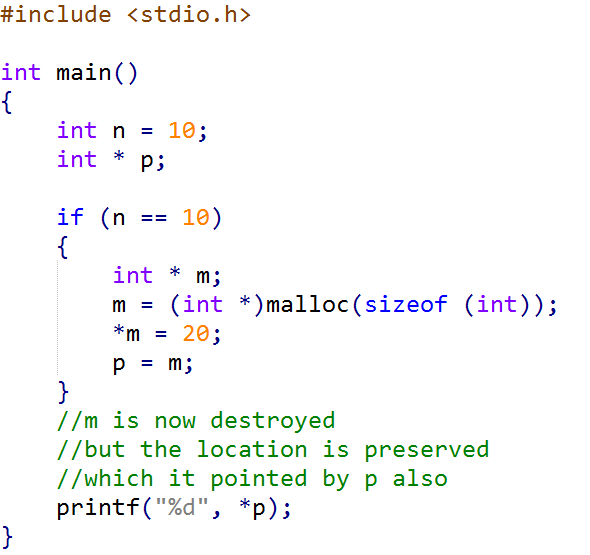 #include <stdio.h>
int main()
{
int n = 10;
int * p;
if (n == 10)
{
int * m;
m = (int *)malloc(sizeof (int));
*m = 20;
p = m;
}
//m is now destroyed
//but the location is preserved
//which it pointed by p also
printf("%d", *p);
}